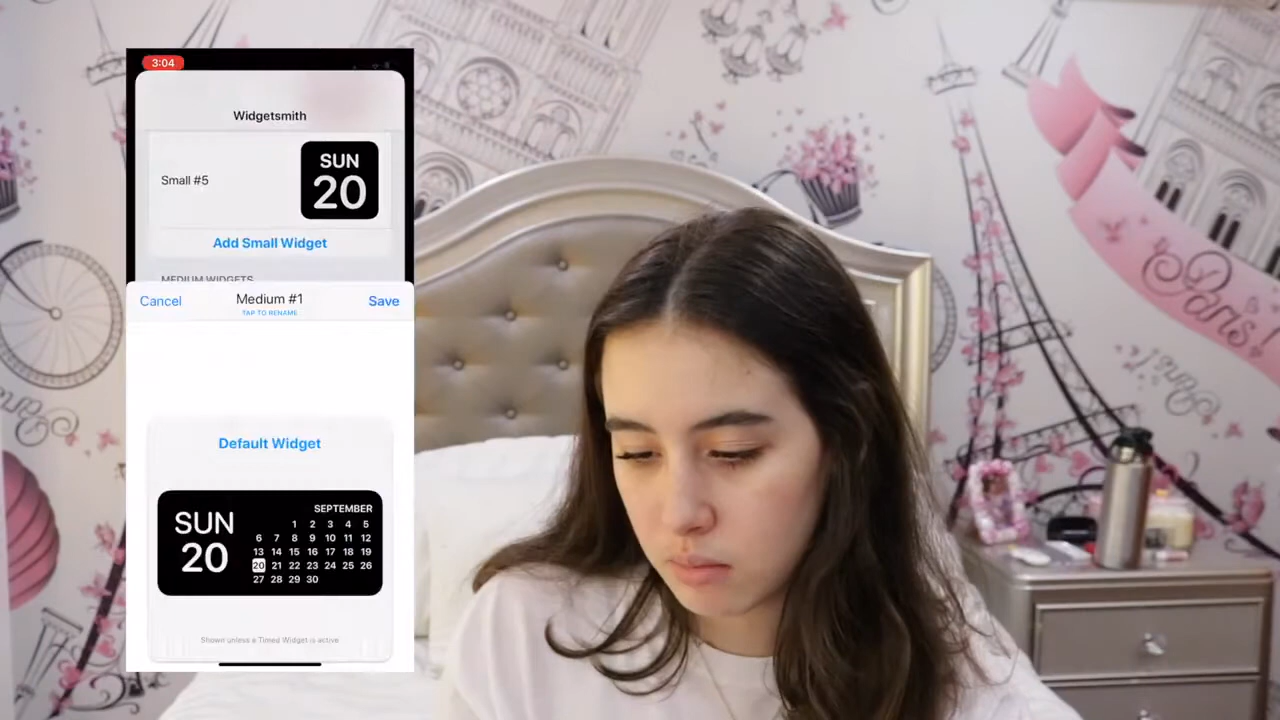 3:04
Widgetsmith
Small #5
SUN
20
Add Small Widget
MEDIUM WIDGETS
Cancel
Medium #1
Save
TAP TO RENAME
Default Widget
SUN
20
SEPTEMBER
1 2 3 4 5
6 7 8 9 10 11 12
13 14 15 16 17 18 19
20 21 22 23 24 25 26
27 28 29 30
Shown unless a Timed Widget is active
Paris!
Paris!
Paris